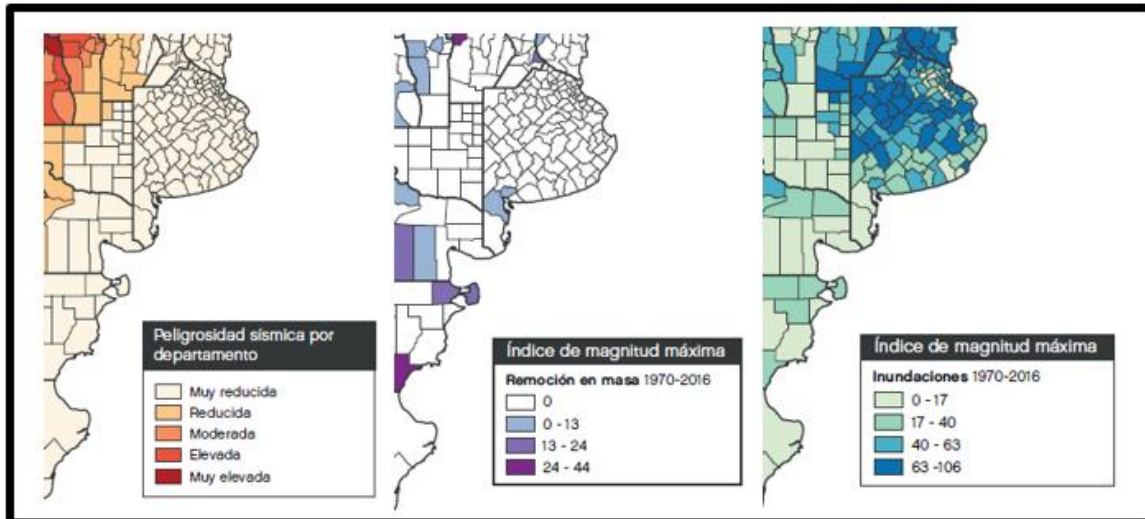 Peligrosidad sísmica por
departamento
Muy reducida
Reducida
Moderada
Elevada
Muy elevada
Índice de magnitud máxima
Remoción en masa 1970-2016
0
0 - 13
13 - 24
24 - 44
Índice de magnitud máxima
Inundaciones 1970-2016
0 - 17
17 - 40
40 - 63
63 -106